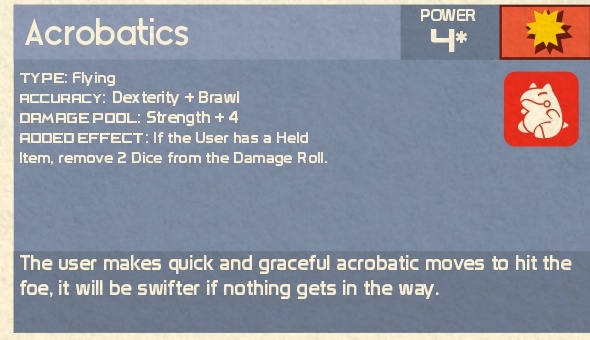 Acrobatics
POWER
4*
TYPE: Flying
ACCURACY: Dexterity + Brawl
DAMAGE POOL: Strength + 4
ADDED EFFECT: If the User has a Held
Item, remove 2 Dice from the Damage Roll.
The user makes quick and graceful acrobatic moves to hit the
foe, it will be swifter if nothing gets in the way.